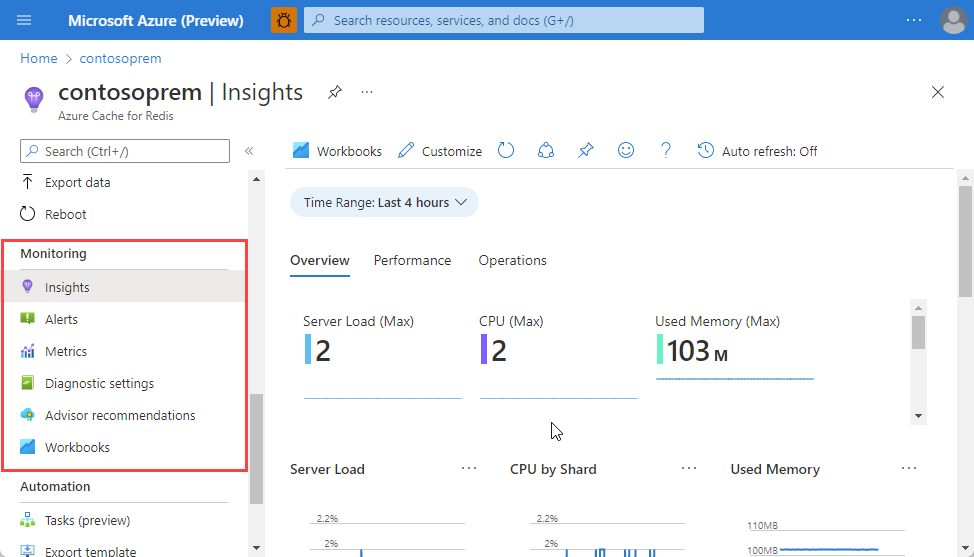 Microsoft Azure (Preview)
Search resources, services, and docs (G+/)
Home > contosoprem
contosoprem | Insights
Azure Cache for Redis
Search (Ctrl+/)
Export data
Reboot
Monitoring
Insights
Alerts
Metrics
Diagnostic settings
Advisor recommendations
Workbooks
Automation
Tasks (preview)
Export template
Workbooks Customize Auto refresh: Off
Time Range: Last 4 hours
Overview Performance Operations
Server Load (Max) CPU (Max) Used Memory (Max)
2 2 103 M
Server Load CPU by Shard Used Memory
2.2% 2.2% 110MB
2% 2% 100MB